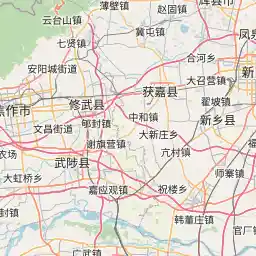 薄壁镇
赵固镇
云台山镇
冀屯镇
七贤镇
合河乡
安阳城街道
大召营镇
获嘉县
修武县
翟坡镇
焦作市
郇封镇
中和镇
新乡县
文昌街道
大新庄乡
谢旗营镇
亢村镇
武陟县
师寨镇
大虹桥乡
嘉应观镇
祝楼乡
韩董庄镇
广武镇